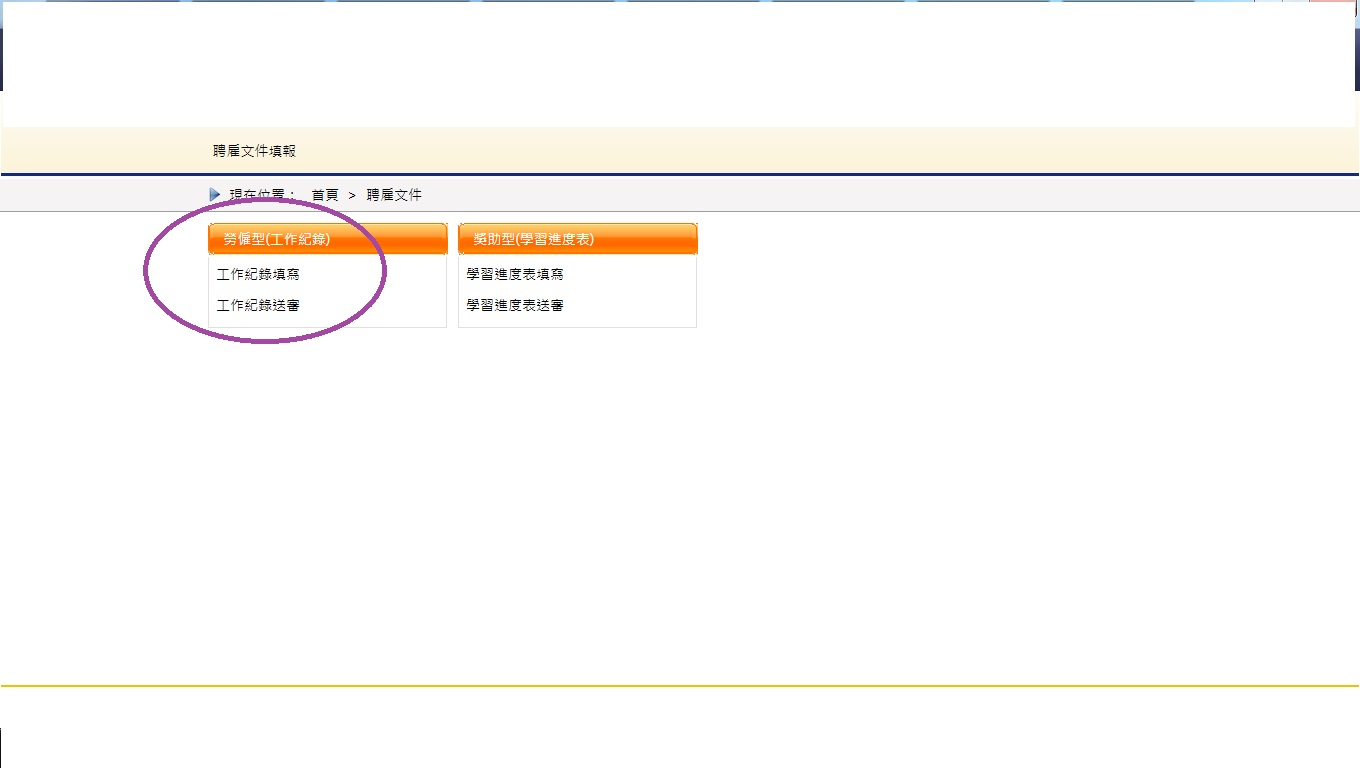 聘雇文件填報
現在位置： 首頁 > 聘雇文件
勞僱型(工作紀錄)
工作紀錄填寫
工作紀錄送審
獎助型(學習進度表)
學習進度表填寫
學習進度表送審